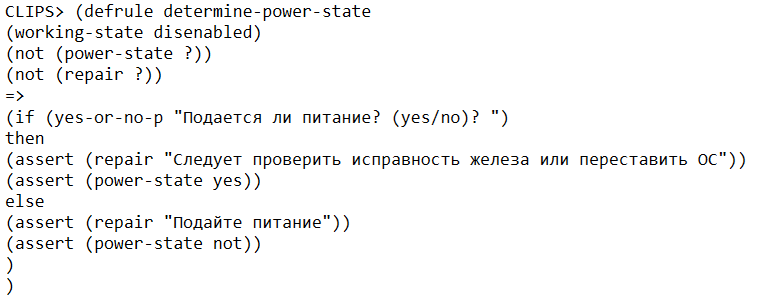 CLIPS> (defrule determine-power-state
(working-state disenabled)
(not (power-state ?))
(not (repair ?))
=>
(if (yes-or-no-p "Подается ли питание? (yes/no)? ")
then
(assert (repair "Следует проверить исправность железа или переставить ОС"))
(assert (power-state yes))
else
(assert (repair "Подайте питание"))
(assert (power-state not))
)
)